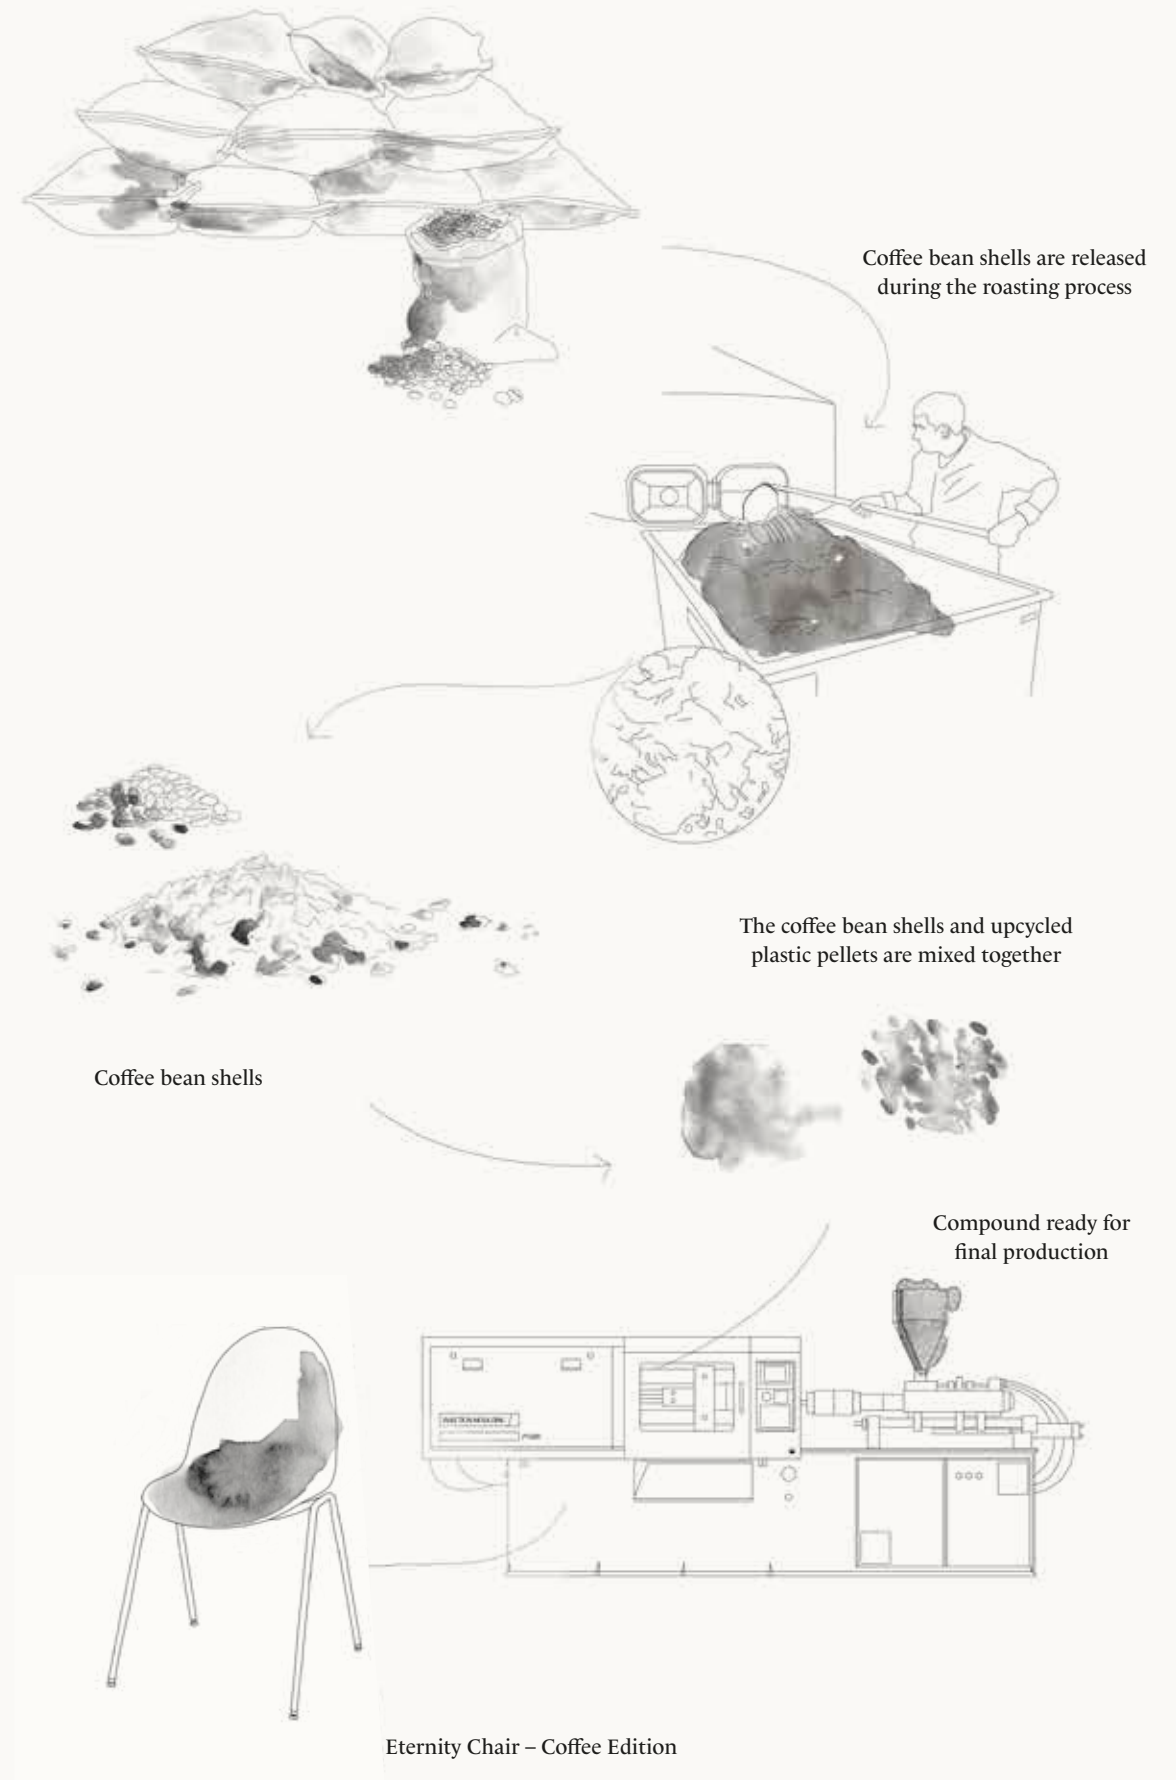 Coffee bean shells are released
during the roasting process
The coffee bean shells and upcycled
plastic pellets are mixed together
Coffee bean shells
Compound ready for
final production
Eternity Chair – Coffee Edition